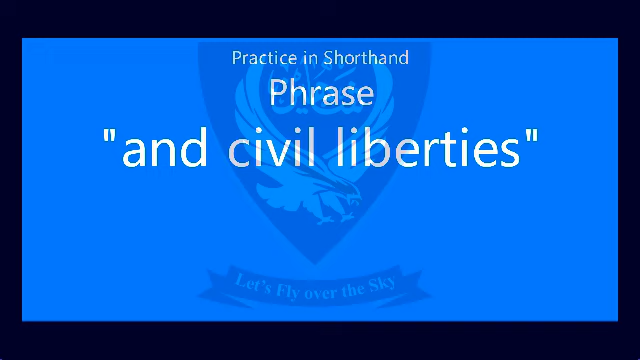 Practice in Shorthand
Phrase
"and civil liberties"
Let's Fly over the Sky